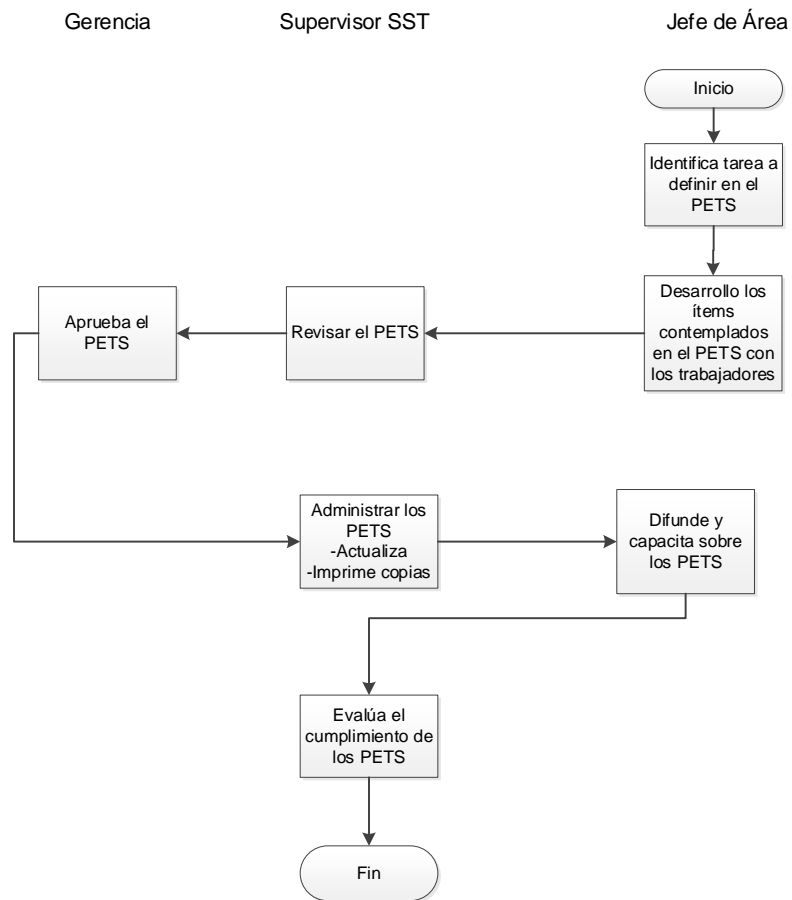 Gerencia
Supervisor SST
Jefe de Área
Inicio
Identifica tarea a
definir en el
PETS
Desarrollo los
ítems
contemplados
en el PETS con
los trabajadores
Revisar el PETS
Aprueba el
PETS
Administrar los
PETS
-Actualiza
-Imprime copias
Difunde y
capacita sobre
los PETS
Evalúa el
cumplimiento de
los PETS
Fin